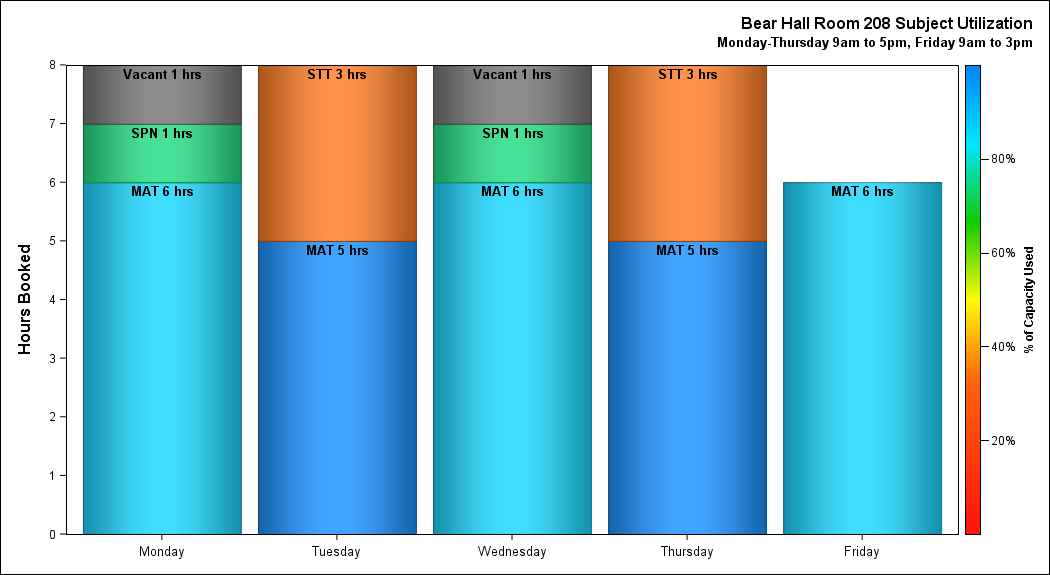 Bear Hall Room 208 Subject Utilization
Monday-Thursday 9am to 5pm, Friday 9am to 3pm
Hours Booked
8
7
6
5
4
3
2
1
0
Vacant 1 hrs
SPN 1 hrs
MAT 6 hrs
STT 3 hrs
MAT 5 hrs
Vacant 1 hrs
SPN 1 hrs
MAT 6 hrs
STT 3 hrs
MAT 5 hrs
MAT 6 hrs
Monday
Tuesday
Wednesday
Thursday
Friday
80%
60%
40%
20%
% of Capacity Used